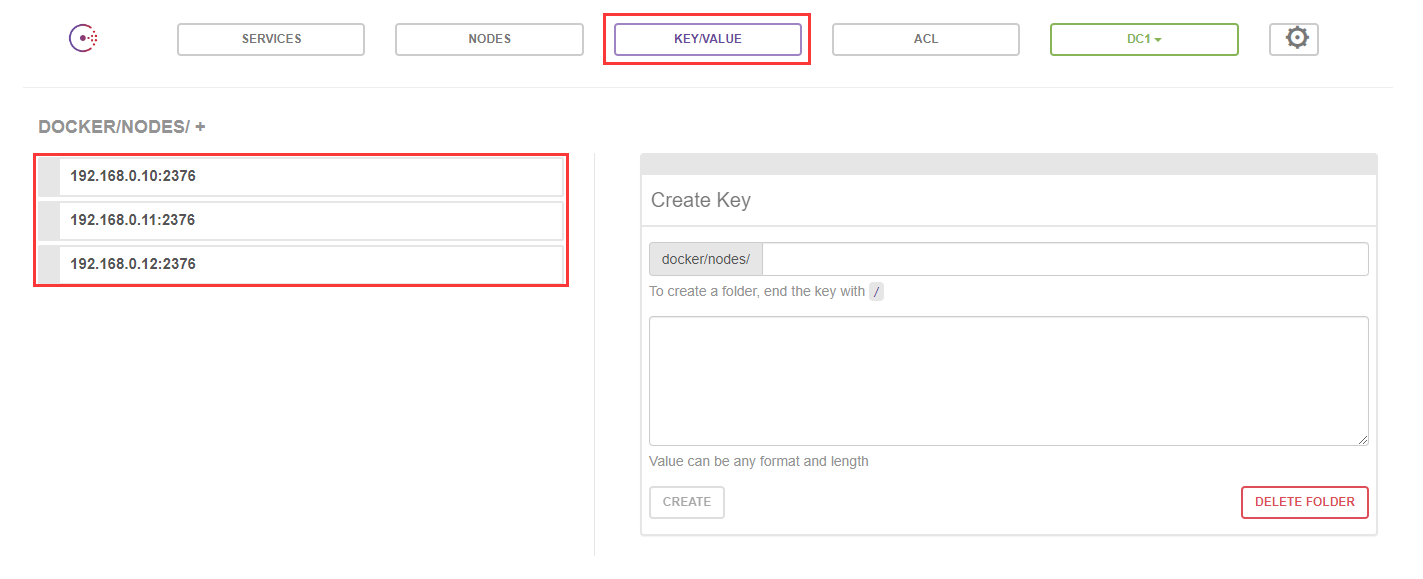 SERVICES NODES KEY/VALUE ACL DC1
DOCKER/NODES/ +
192.168.0.10:2376
192.168.0.11:2376
192.168.0.12:2376
Create Key
docker/nodes/
To create a folder, end the key with /
Value can be any format and length
CREATE DELETE FOLDER